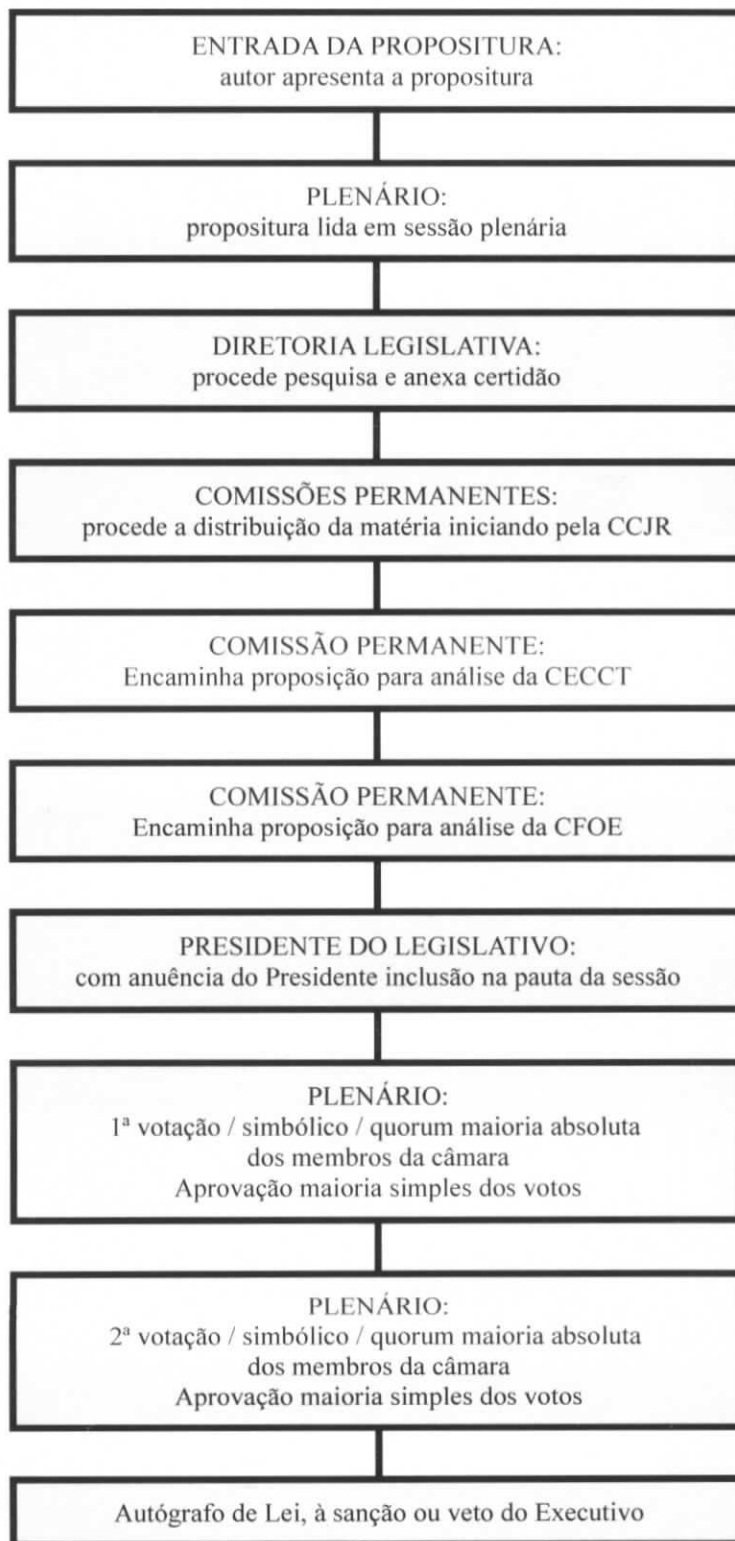 ENTRADA DA PROPOSITURA:
autor apresenta a propositura
PLENÁRIO:
propositura lida em sessão plenária
DIRETORIA LEGISLATIVA:
procede pesquisa e anexa certidão
COMISSÕES PERMANENTES:
procede a distribuição da matéria iniciando pela CCJR
COMISSÃO PERMANENTE:
Encaminha proposição para análise da CECCT
COMISSÃO PERMANENTE:
Encaminha proposição para análise da CFOE
PRESIDENTE DO LEGISLATIVO:
com anuência do Presidente inclusão na pauta da sessão
PLENÁRIO:
1ª votação / simbólico / quorum maioria absoluta
dos membros da câmara
Aprovação maioria simples dos votos
PLENÁRIO:
2ª votação / simbólico / quorum maioria absoluta
dos membros da câmara
Aprovação maioria simples dos votos
Autógrafo de Lei, à sanção ou veto do Executivo